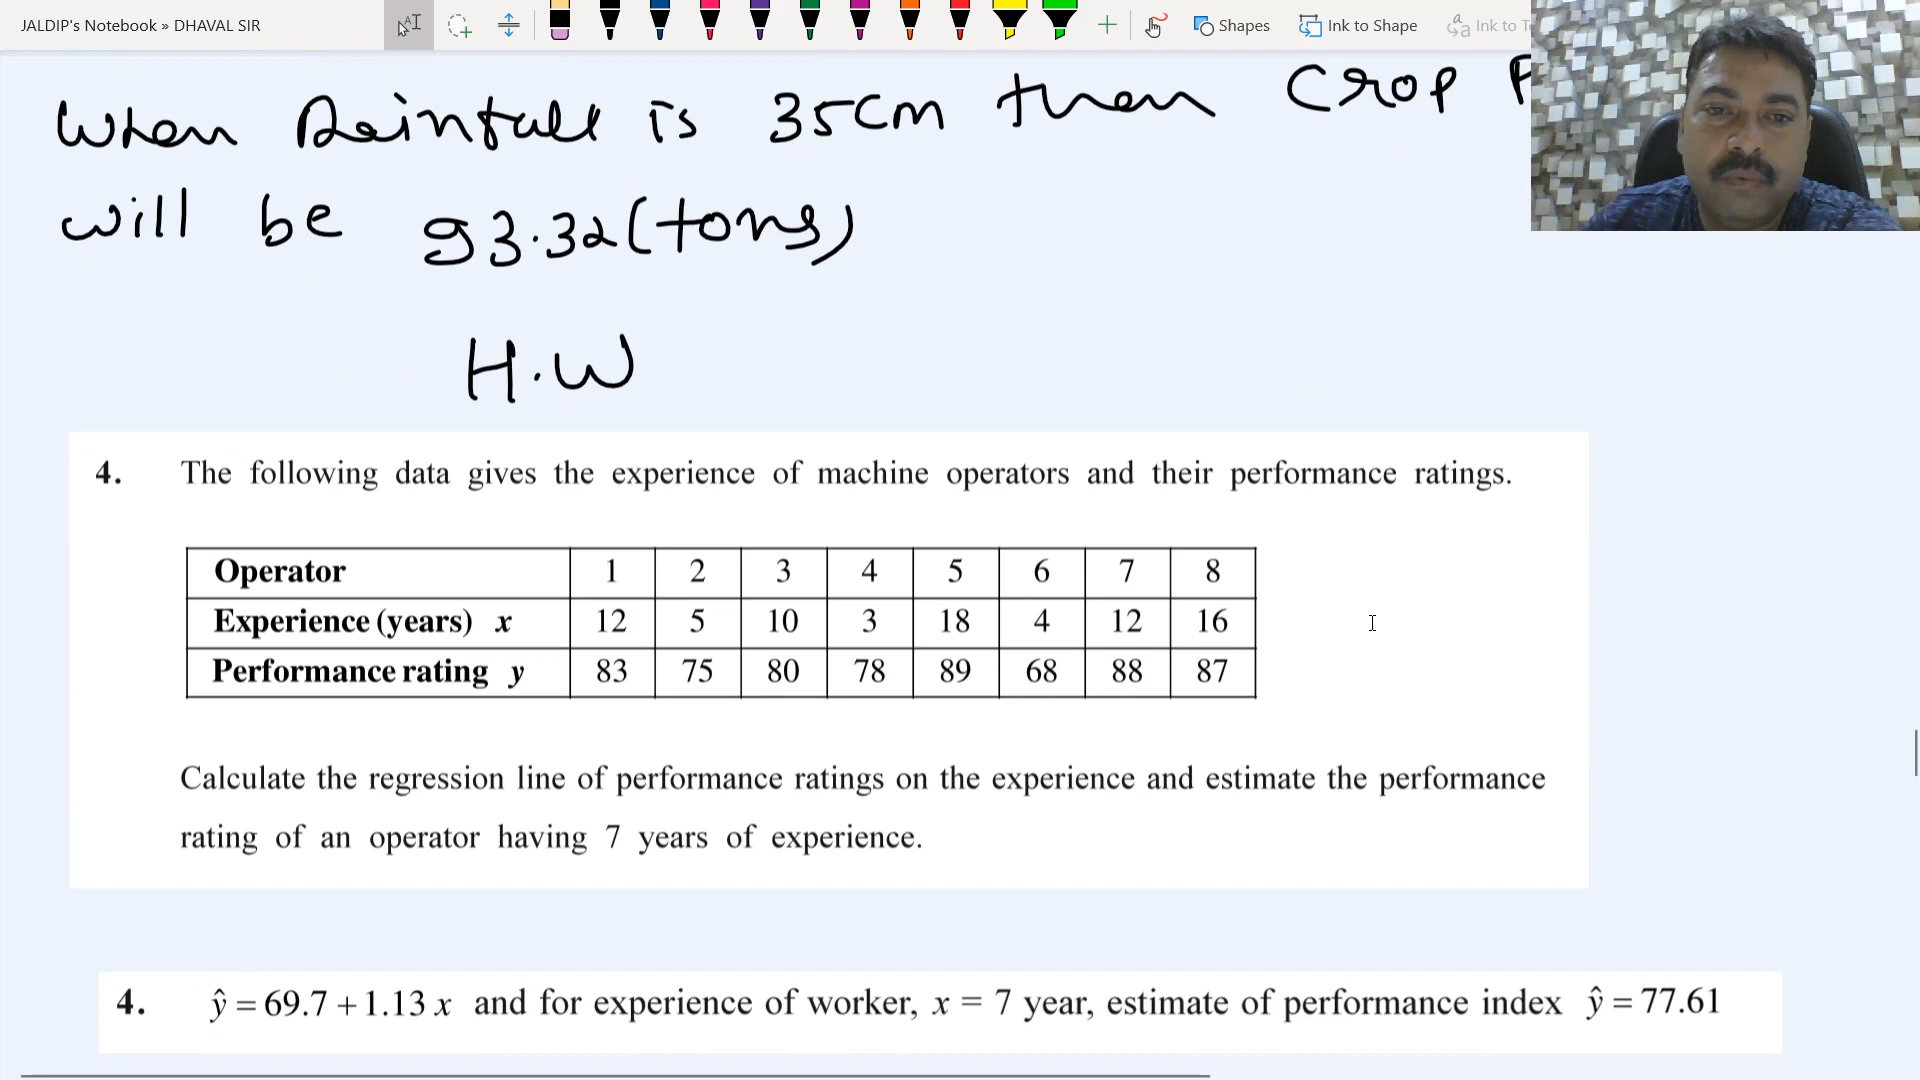 JALDIP's Notebook » DHAVAL SIR
Shapes
Ink to Shape
Ink to
When Rainfall is 35cm then Crop
will be 93.32(tons)
H.W
4. The following data gives the experience of machine operators and their performance ratings.
Operator 1 2 3 4 5 6 7 8
Experience (years) x 12 5 10 3 18 4 12 16
Performance rating y 83 75 80 78 89 68 88 87
Calculate the regression line of performance ratings on the experience and estimate the performance
rating of an operator having 7 years of experience.
4. ŷ = 69.7 + 1.13 x and for experience of worker, x = 7 year, estimate of performance index ŷ = 77.61